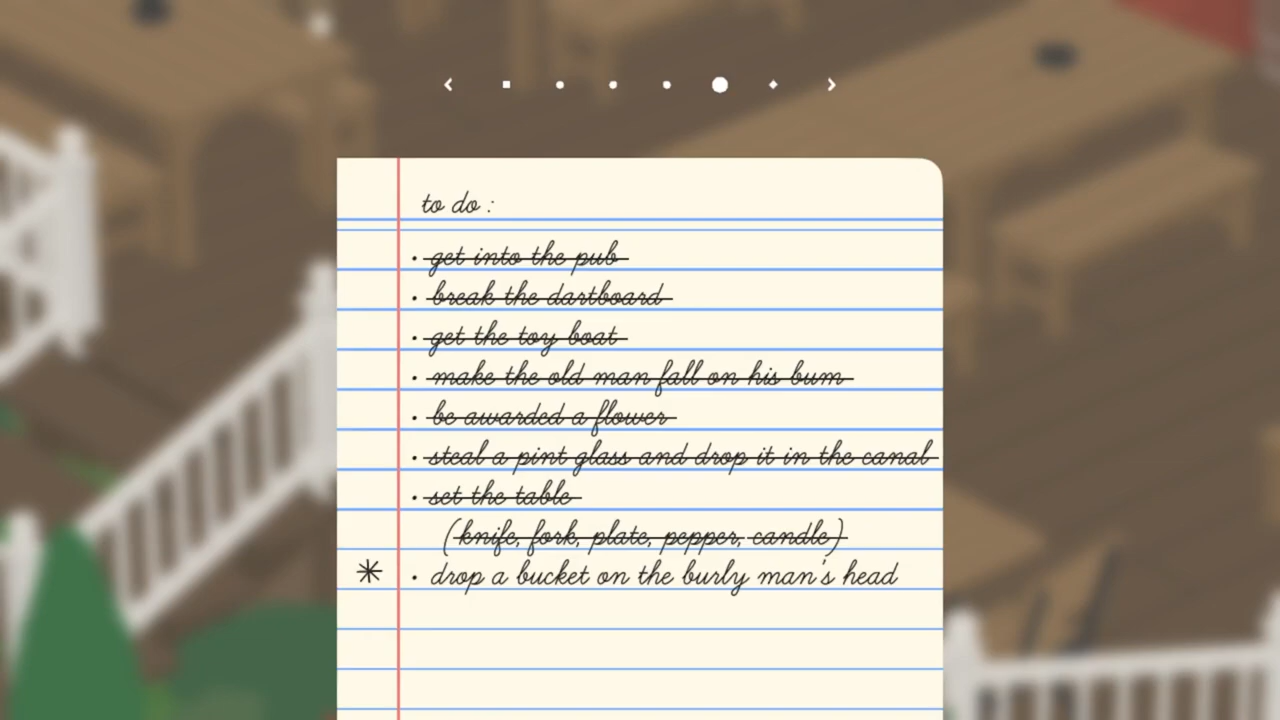 to do :
• get into the pub
• break the dartboard
• get the toy boat
• make the old man fall on his bum
• be awarded a flower
• steal a pint glass and drop it in the canal
• set the table
(knife, fork, plate, pepper, candle)
• drop a bucket on the burly man's head